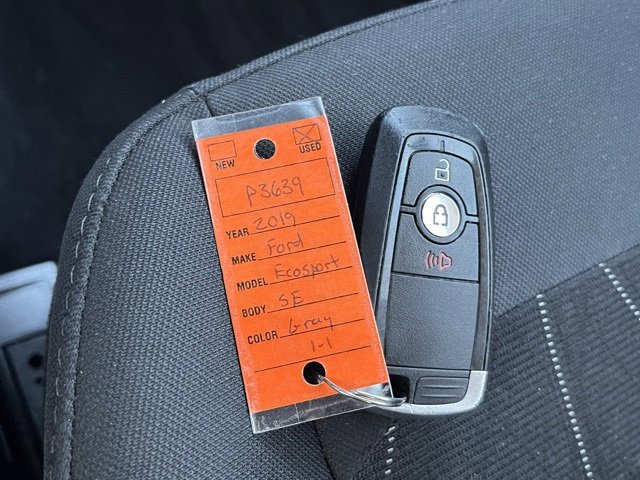 NEW USED
P3639
YEAR 2019
MAKE Ford
MODEL Ecosport
BODY SE
COLOR Gray
1-1